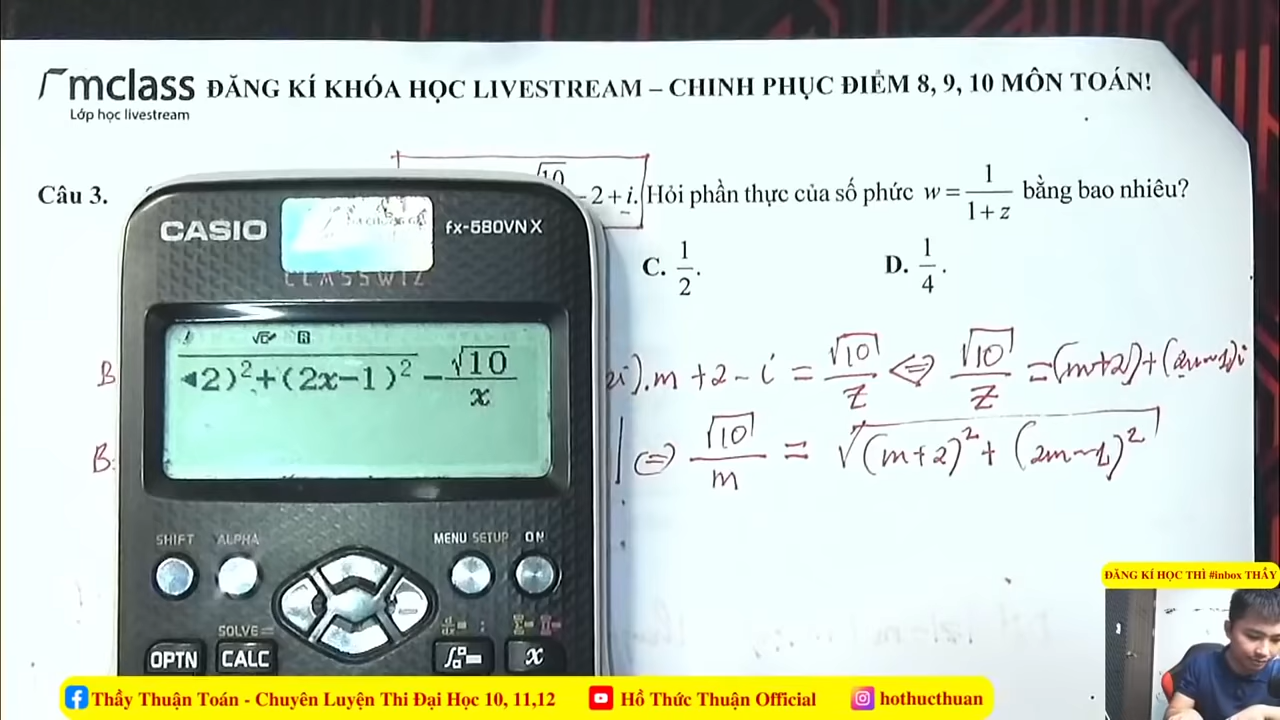 mclass
Lớp học livestream
ĐĂNG KÍ KHÓA HỌC LIVESTREAM – CHINH PHỤC ĐIỂM 8, 9, 10 MÔN TOÁN!
Câu 3. √10 - 2 + i. Hỏi phần thực của số phức w = 1/(1+z) bằng bao nhiêu?
C. 1/2. D. 1/4.
CASIO fx-580VN X
CLASSWIZ
◄2)²+(2x-1)² - √10/x
B 2i).m + 2 - i = √10/z <=> √10/z = (m+2)+(2m-1)i
B: | <=> √10/m = √((m+2)² + (2m-1)²)
SHIFT ALPHA MENU SETUP ON
SOLVE =
OPTN CALC x
ĐĂNG KÍ HỌC THÌ #inbox THẦY
Thầy Thuận Toán - Chuyên Luyện Thi Đại Học 10, 11,12 Hồ Thức Thuận Official hothucthuan